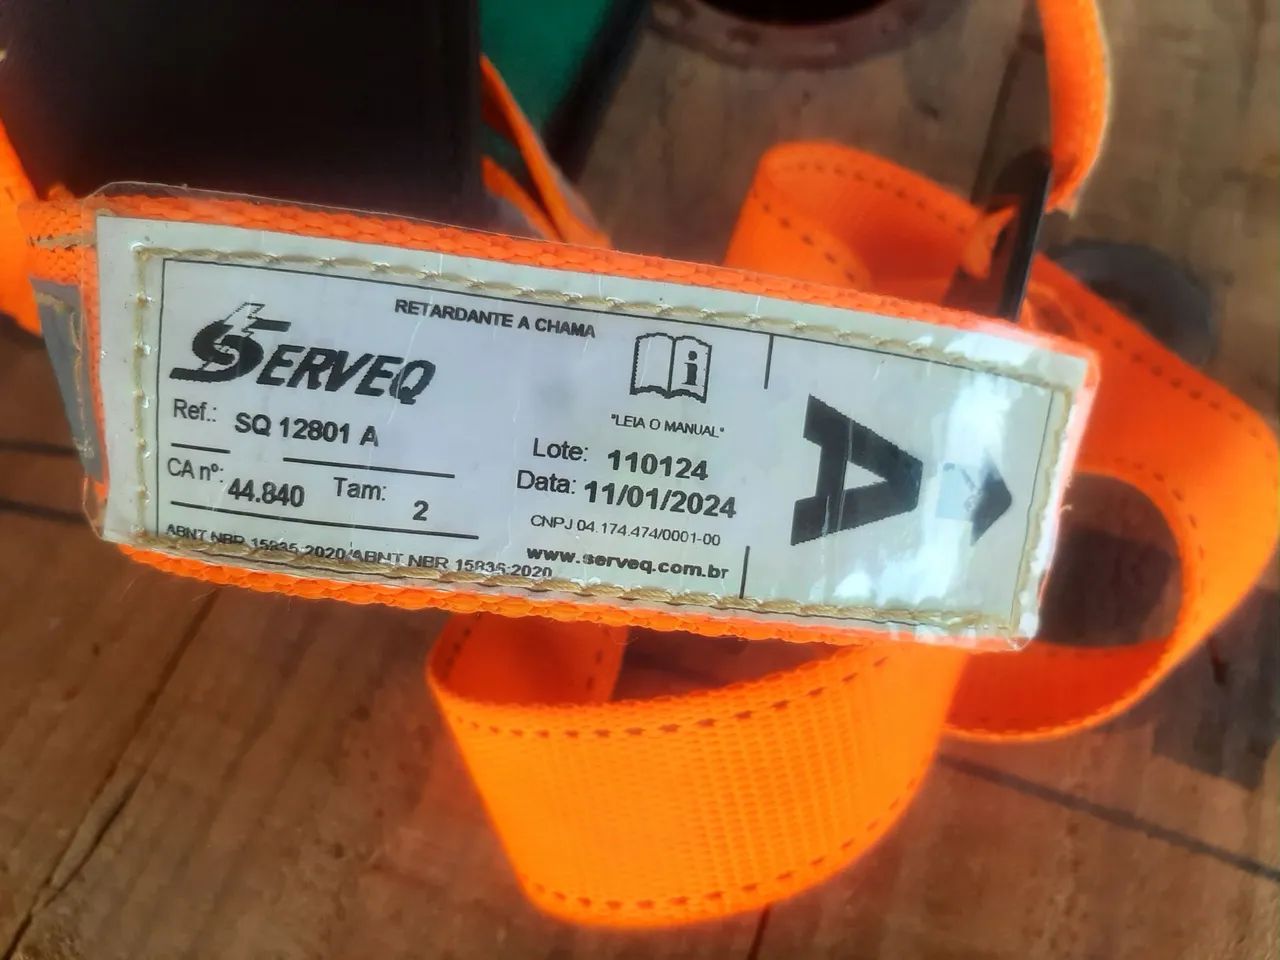 RETARDANTE A CHAMA
SERVEQ
"LEIA O MANUAL"
Ref.: SQ 12801 A
CA nº: 44.840 Tam: 2
ABNT NBR 15835:2020/ABNT NBR 15836:2020
Lote: 110124
Data: 11/01/2024
CNPJ 04.174.474/0001-00
www.serveq.com.br
A